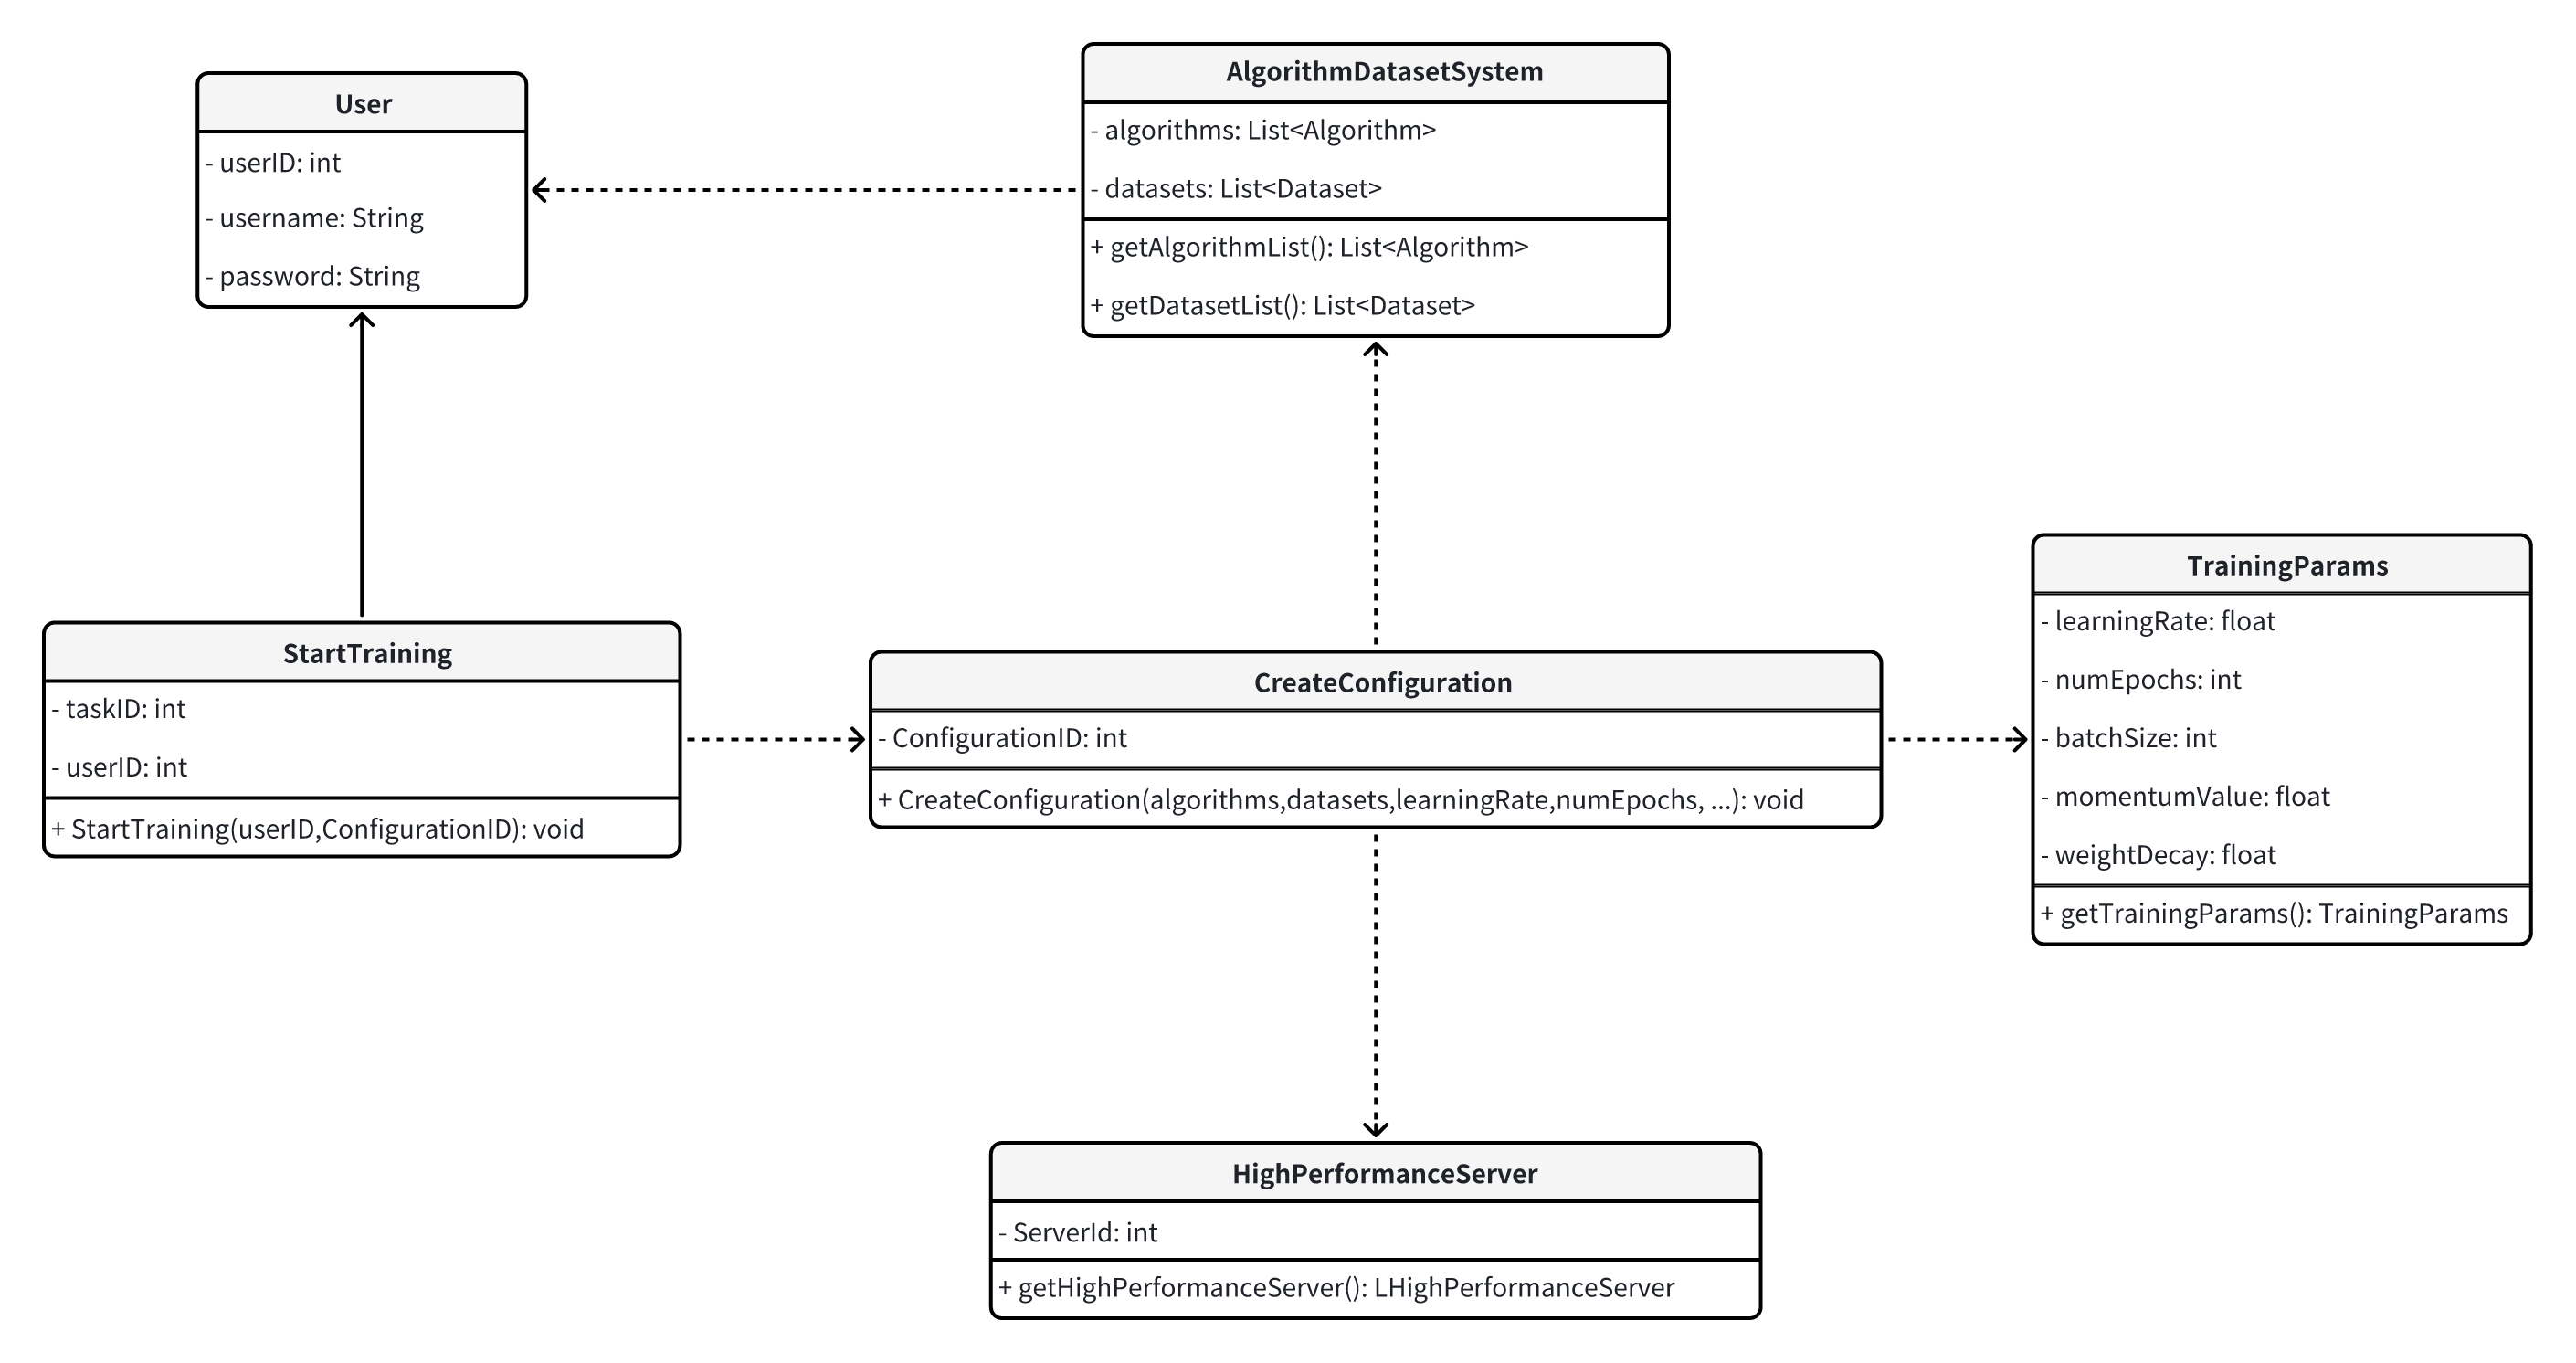 User
- userID: int
- username: String
- password: String
AlgorithmDatasetSystem
- algorithms: List<Algorithm>
- datasets: List<Dataset>
+ getAlgorithmList(): List<Algorithm>
+ getDatasetList(): List<Dataset>
StartTraining
- taskID: int
- userID: int
+ StartTraining(userID,ConfigurationID): void
CreateConfiguration
- ConfigurationID: int
+ CreateConfiguration(algorithms,datasets,learningRate,numEpochs, ...): void
TrainingParams
- learningRate: float
- numEpochs: int
- batchSize: int
- momentumValue: float
- weightDecay: float
+ getTrainingParams(): TrainingParams
HighPerformanceServer
- ServerId: int
+ getHighPerformanceServer(): LHighPerformanceServer